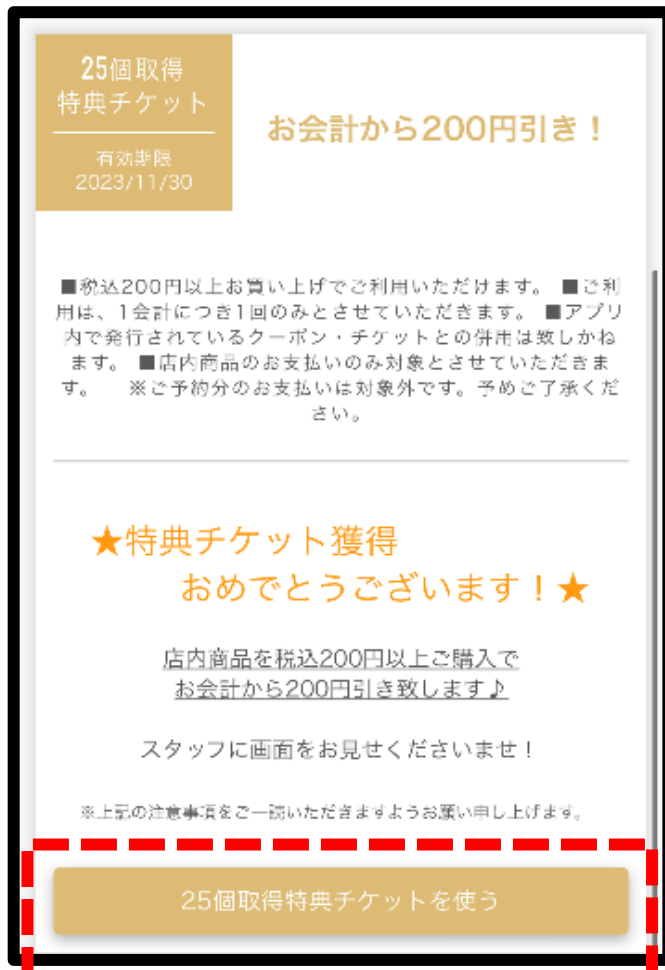 25個取得
特典チケット
有効期限
2023/11/30
お会計から200円引き！
■税込200円以上お買い上げでご利用いただけます。 ■ご利
用は、1会計につき1回のみとさせていただきます。 ■アプリ
内で発行されているクーポン・チケットとの併用は致しかね
ます。 ■店内商品のお支払いのみ対象とさせていただきま
す。　※ご予約分のお支払いは対象外です。予めご了承くだ
さい。
★特典チケット獲得
おめでとうございます！★
店内商品を税込200円以上ご購入で
お会計から200円引き致します♪
スタッフに画面をお見せくださいませ！
※上記の注意事項をご一読いただきますようお願い申し上げます。
25個取得特典チケットを使う